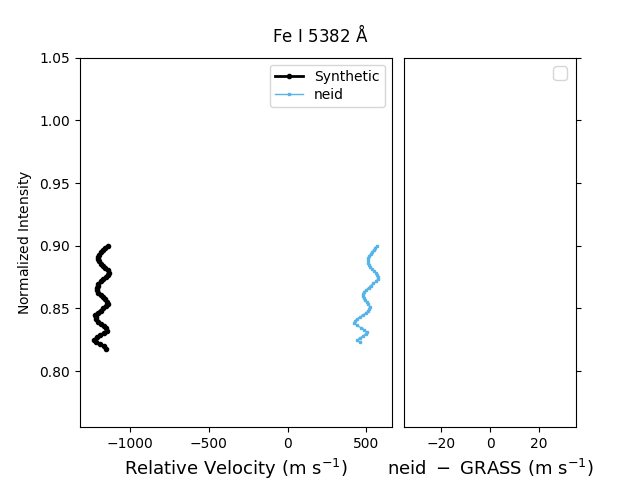 Fe I 5382 Å
1.05
1.00
0.95
0.90
0.85
0.80
Normalized Intensity
Synthetic
neid
−1000 −500 0 500
−20 0 20
Relative Velocity (m s⁻¹)
neid − GRASS (m s⁻¹)